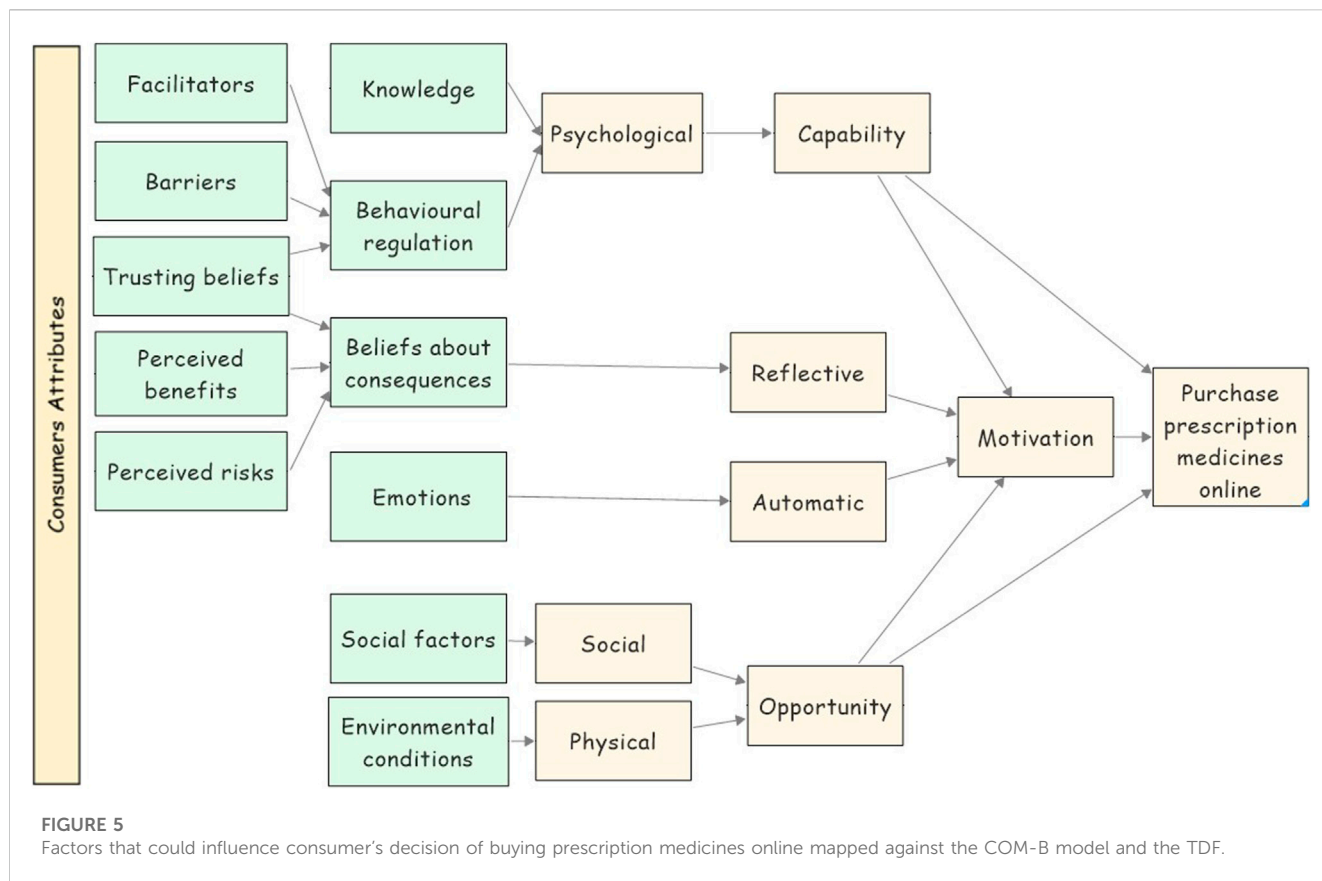 Consumers Attributes
Facilitators
Barriers
Trusting beliefs
Perceived
benefits
Perceived risks
Knowledge
Behavioural
regulation
Beliefs about
consequences
Emotions
Social factors
Environmental
conditions
Psychological
Capability
Reflective
Automatic
Social
Physical
Opportunity
Motivation
Purchase
prescription
medicines
online
FIGURE 5
Factors that could influence consumer's decision of buying prescription medicines online mapped against the COM-B model and the TDF.